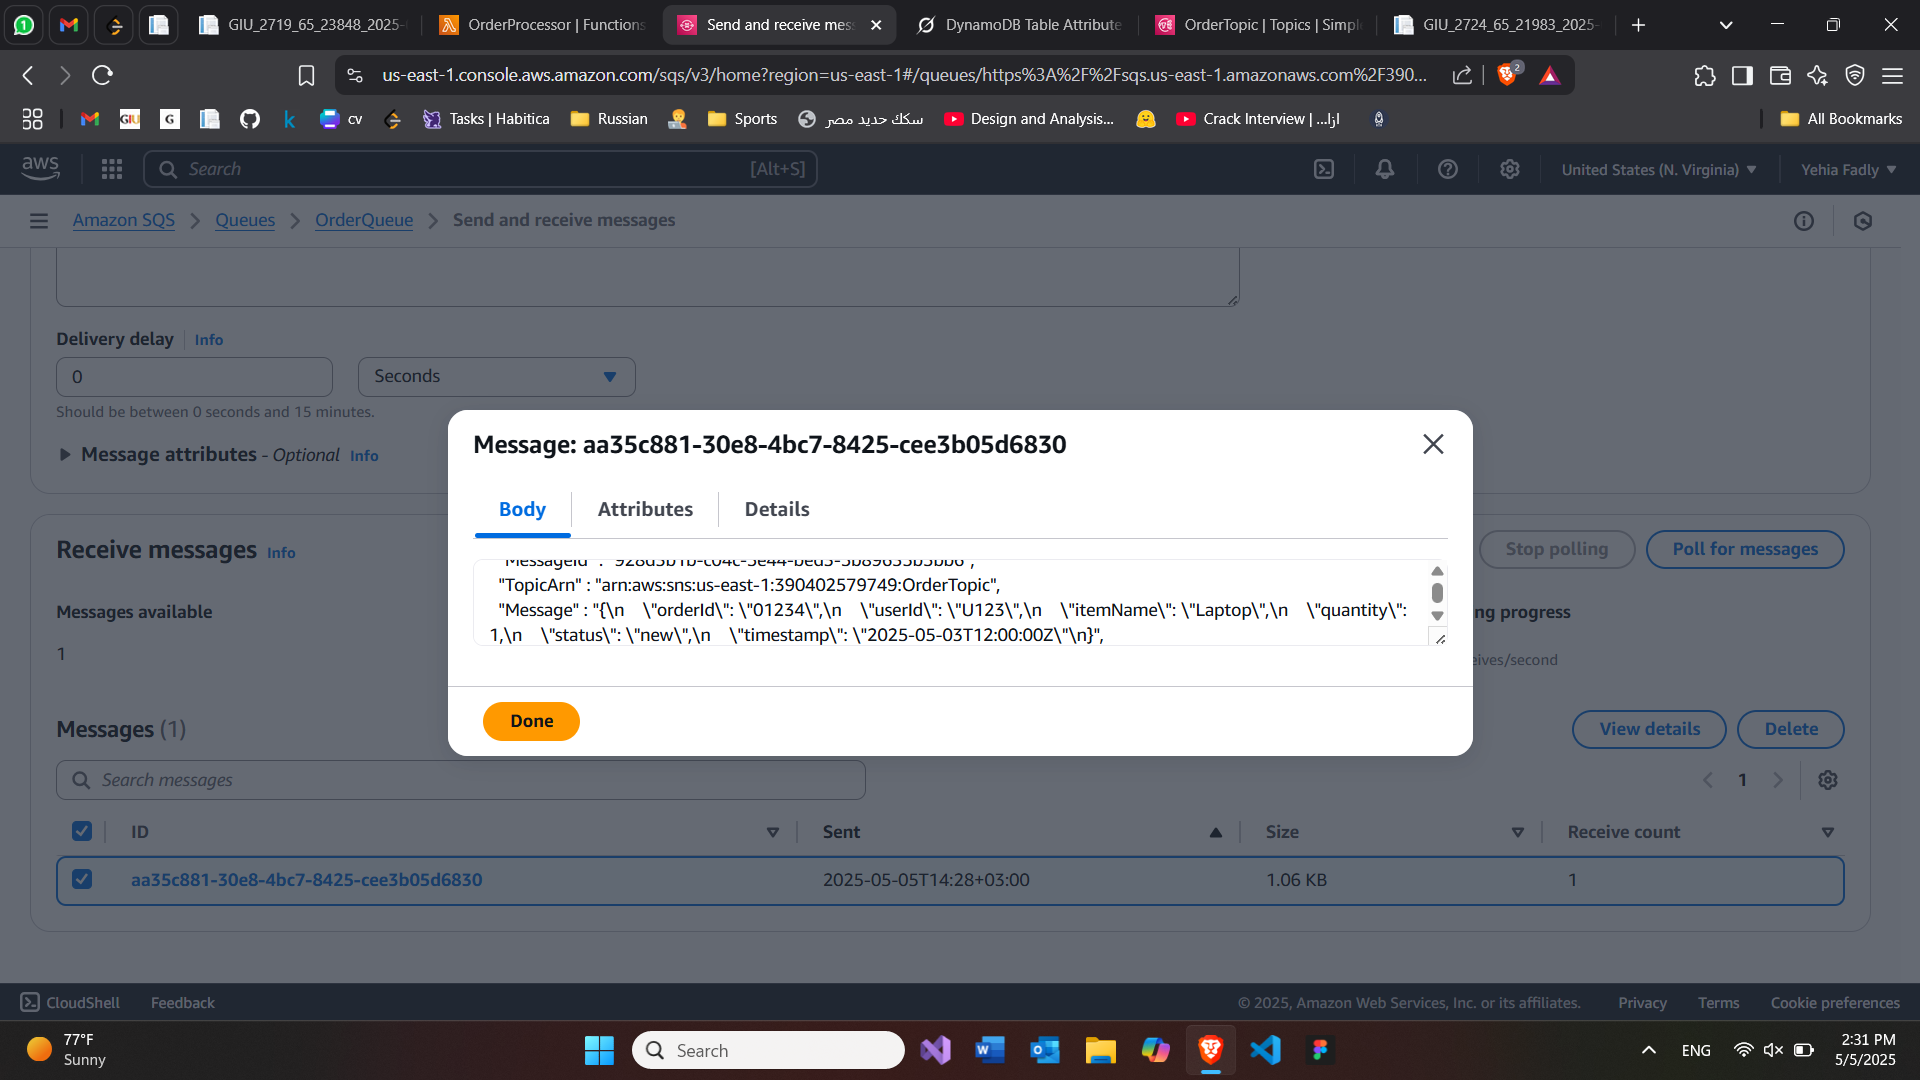 GIU_2719_65_23848_2025-
OrderProcessor | Functions
Send and receive mess
DynamoDB Table Attribute
OrderTopic | Topics | Simple
GIU_2724_65_21983_2025-
us-east-1.console.aws.amazon.com/sqs/v3/home?region=us-east-1#/queues/https%3A%2F%2Fsqs.us-east-1.amazonaws.com%2F390...
2
GIU
G
k
cv
Tasks | Habitica
Russian
Sports
سكك حديد مصر
Design and Analysis...
Crack Interview | ...ازا
All Bookmarks
aws
Search
[Alt+S]
United States (N. Virginia)
Yehia Fadly
Amazon SQS
Queues
OrderQueue
Send and receive messages
Delivery delay
Info
0
Seconds
Should be between 0 seconds and 15 minutes.
Message attributes - Optional Info
Message: aa35c881-30e8-4bc7-8425-cee3b05d6830
Body
Attributes
Details
"TopicArn" : "arn:aws:sns:us-east-1:390402579749:OrderTopic",
"Message" : "{\n    \"orderId\": \"01234\",\n    \"userId\": \"U123\",\n    \"itemName\": \"Laptop\",\n    \"quantity\":
1,\n    \"status\": \"new\",\n    \"timestamp\": \"2025-05-03T12:00:00Z\"\n}",
Done
Receive messages Info
Stop polling
Poll for messages
Messages available
ng progress
1
eives/second
Messages (1)
View details
Delete
Search messages
1
ID
Sent
Size
Receive count
aa35c881-30e8-4bc7-8425-cee3b05d6830
2025-05-05T14:28+03:00
1.06 KB
1
CloudShell
Feedback
© 2025, Amazon Web Services, Inc. or its affiliates.
Privacy
Terms
Cookie preferences
77°F
Sunny
Search
ENG
2:31 PM
5/5/2025